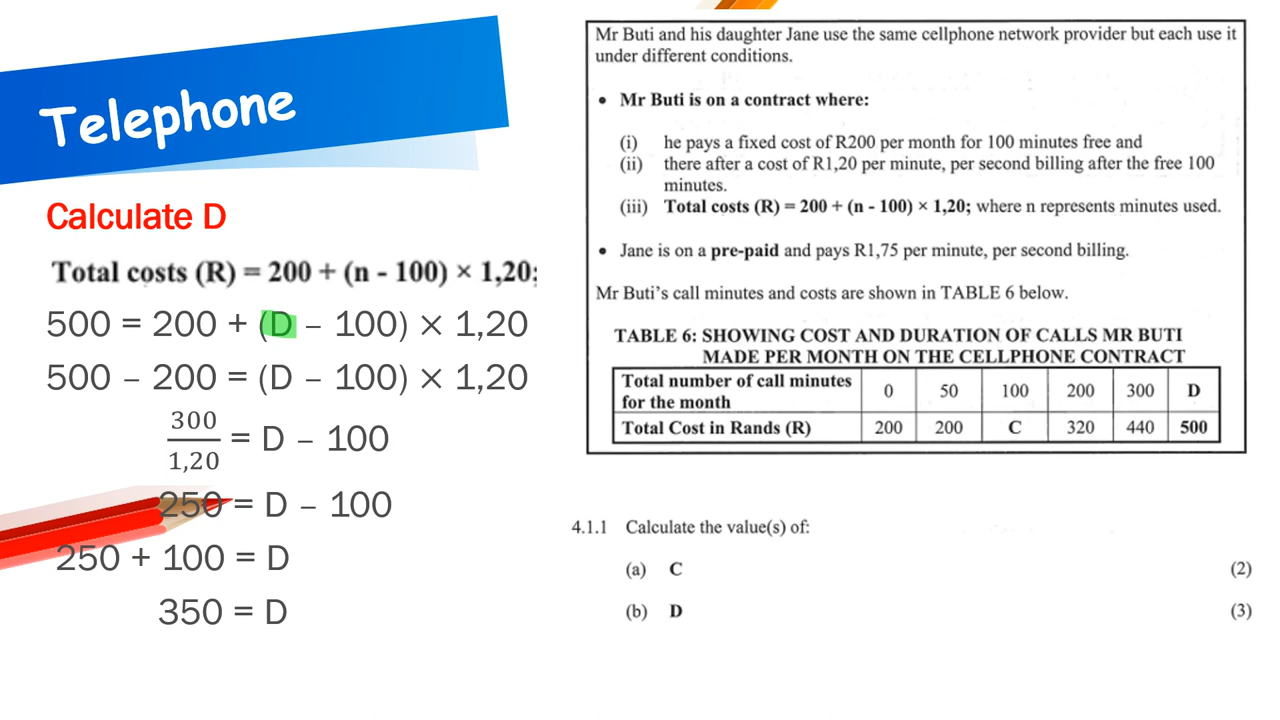 Telephone
Calculate D
Total costs (R) = 200 + (n - 100) × 1,20;
500 = 200 + (D – 100) × 1,20
500 – 200 = (D – 100) × 1,20
300
1,20
= D – 100
250 = D – 100
250 + 100 = D
350 = D
Mr Buti and his daughter Jane use the same cellphone network provider but each use it
under different conditions.
• Mr Buti is on a contract where:
(i) he pays a fixed cost of R200 per month for 100 minutes free and
(ii) there after a cost of R1,20 per minute, per second billing after the free 100
minutes.
(iii) Total costs (R) = 200 + (n - 100) × 1,20; where n represents minutes used.
• Jane is on a pre-paid and pays R1,75 per minute, per second billing.
Mr Buti's call minutes and costs are shown in TABLE 6 below.
TABLE 6: SHOWING COST AND DURATION OF CALLS MR BUTI
MADE PER MONTH ON THE CELLPHONE CONTRACT
Total number of call minutes
for the month 0 50 100 200 300 D
Total Cost in Rands (R) 200 200 C 320 440 500
4.1.1 Calculate the value(s) of:
(a) C (2)
(b) D (3)